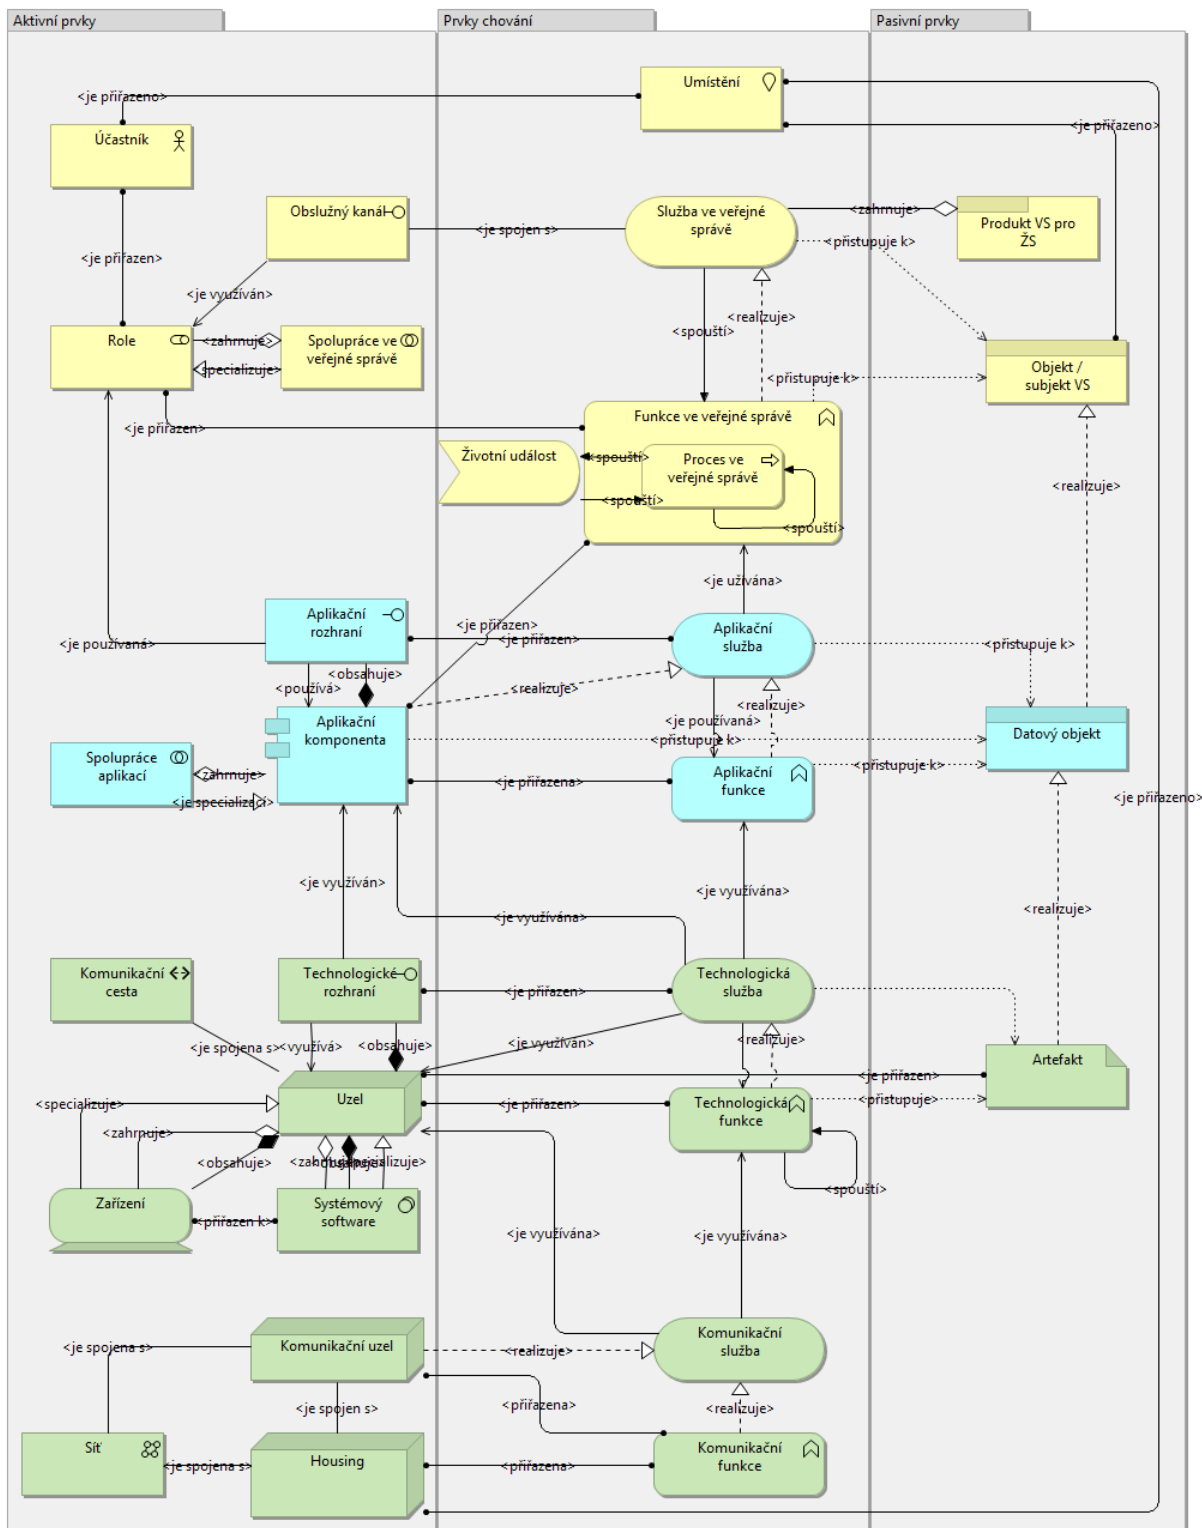 Aktivní prvky
Prvky chování
Pasivní prvky
Umístění
<je přiřazeno>
<je přiřazeno>
Účastník
Obslužný kanál
Služba ve veřejné
správě
<zahrnuje>
Produkt VS pro
ŽS
<je spojen s>
<přistupuje k>
<je přiřazen>
<je využíván>
<realizuje>
<spouští>
Role
<zahrnuje>
Spolupráce ve
veřejné správě
<specializuje>
Objekt /
subjekt VS
<přistupuje k>
Funkce ve veřejné správě
<je přiřazen>
Životní událost
<spouští>
Proces ve
veřejné správě
<spouští>
<spouští>
<realizuje>
<je užívána>
Aplikační
rozhraní
<je přiřazen>
<je přiřazen>
Aplikační
služba
<je používaná>
<přistupuje k>
<obsahuje>
<používá>
<realizuje>
<realizuje>
Aplikační
komponenta
<je používaná>
<přistupuje k>
Datový objekt
Spolupráce
aplikací
<zahrnuje>
<je specializací>
<je přiřazena>
Aplikační
funkce
<přistupuje k>
<je přiřazeno>
<je využíván>
<je využívána>
<je využívána>
<realizuje>
Komunikační
cesta
Technologické
rozhraní
<je přiřazen>
Technologická
služba
<je spojena s>
<využívá>
<obsahuje>
<je využíván>
<realizuje>
Artefakt
<je přiřazen>
<specializuje>
Uzel
<je přiřazen>
Technologická
funkce
<přistupuje>
<zahrnuje>
<obsahuje>
<spouští>
Zařízení
<přiřazen k>
Systémový
software
<je využívána>
<je využívána>
<je spojena s>
Komunikační uzel
<realizuje>
Komunikační
služba
<je spojen s>
<přiřazena>
<realizuje>
Síť
<je spojena s>
Housing
<přiřazena>
Komunikační
funkce